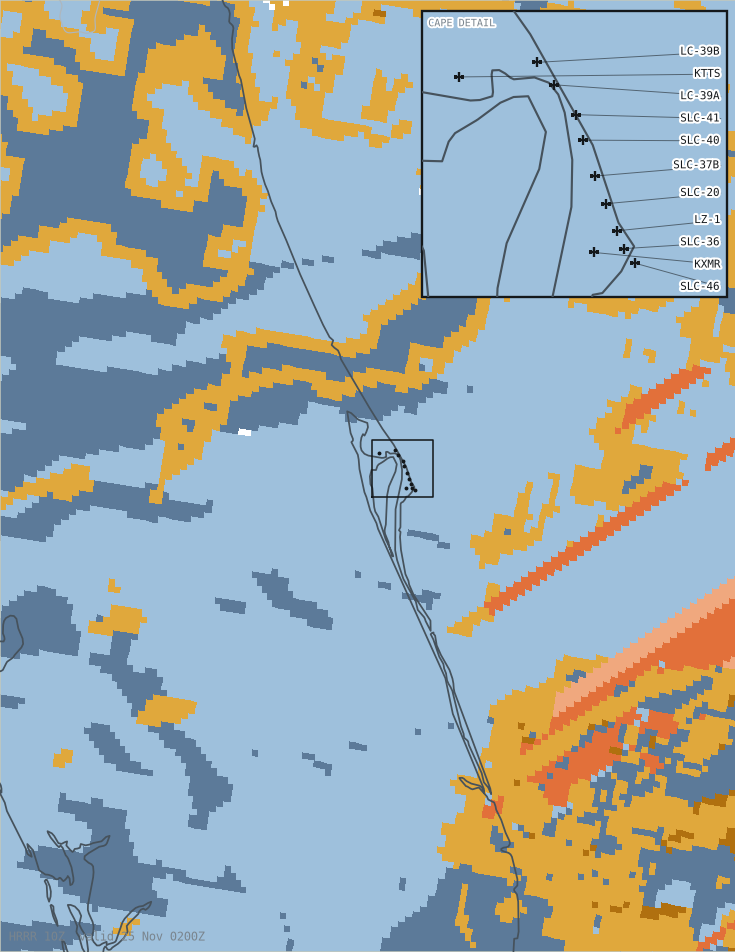 CAPE DETAIL
LC-39B
KTTS
LC-39A
SLC-41
SLC-40
SLC-37B
SLC-20
LZ-1
SLC-36
KXMR
SLC-46
HRRR 10Z, valid 25 Nov 0200Z